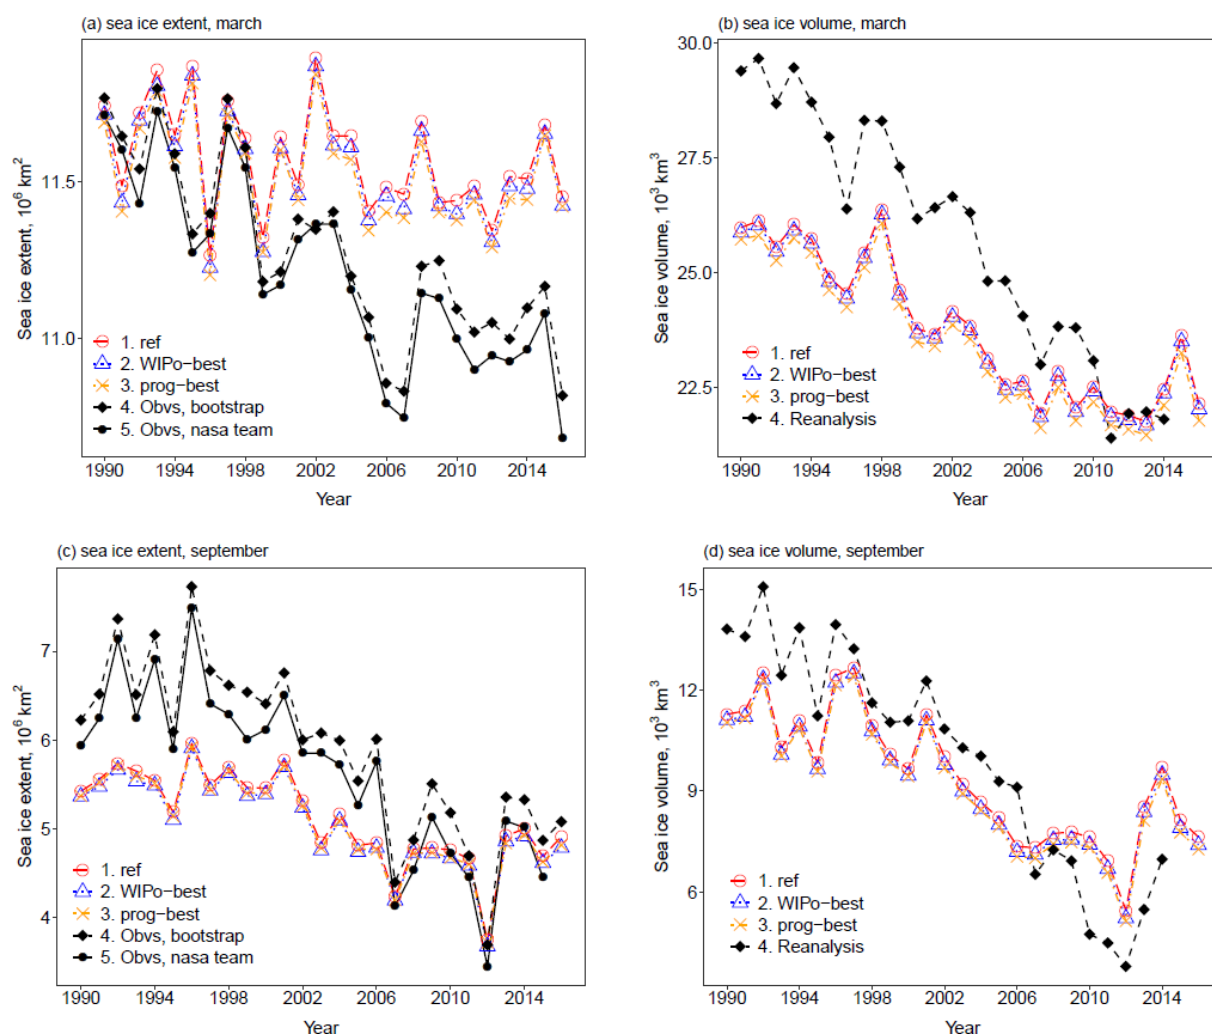 (a) sea ice extent, march
Sea ice extent, 10⁶ km²
11.5
11.0
1. ref
2. WIPo−best
3. prog−best
4. Obvs, bootstrap
5. Obvs, nasa team
1990 1994 1998 2002 2006 2010 2014
Year
(b) sea ice volume, march
Sea ice volume, 10³ km³
30.0
27.5
25.0
22.5
1. ref
2. WIPo−best
3. prog−best
4. Reanalysis
1990 1994 1998 2002 2006 2010 2014
Year
(c) sea ice extent, september
Sea ice extent, 10⁶ km²
7
6
5
4
1. ref
2. WIPo−best
3. prog−best
4. Obvs, bootstrap
5. Obvs, nasa team
1990 1994 1998 2002 2006 2010 2014
Year
(d) sea ice volume, september
Sea ice volume, 10³ km³
15
12
9
6
1. ref
2. WIPo−best
3. prog−best
4. Reanalysis
1990 1994 1998 2002 2006 2010 2014
Year